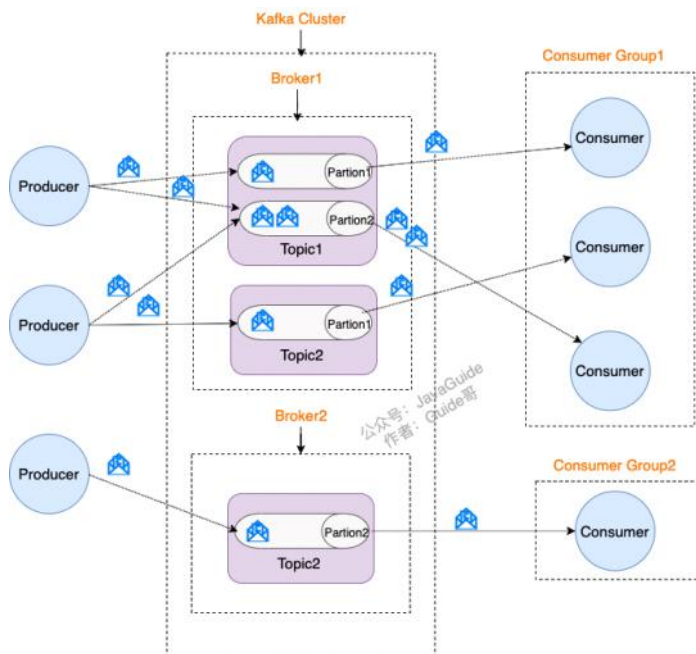 Kafka Cluster
Consumer Group1
Broker1
Producer
Partion1
Consumer
Partion2
Topic1
Consumer
Producer
Partion1
Topic2
Consumer
公众号：JavaGuide
作者：Guide哥
Broker2
Producer
Consumer Group2
Partion2
Consumer
Topic2